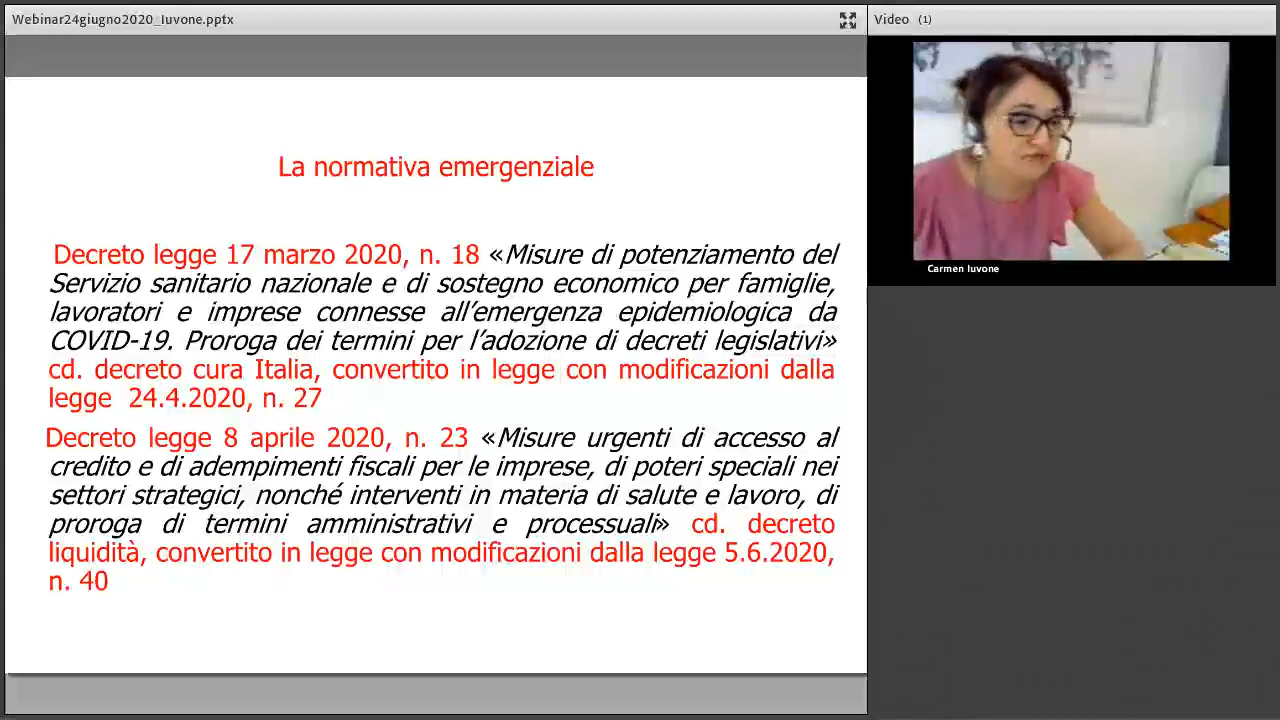 Webinar24giugno2020_Iuvone.pptx
Video (1)
Carmen Iuvone
La normativa emergenziale
Decreto legge 17 marzo 2020, n. 18 «Misure di potenziamento del
Servizio sanitario nazionale e di sostegno economico per famiglie,
lavoratori e imprese connesse all’emergenza epidemiologica da
COVID-19. Proroga dei termini per l’adozione di decreti legislativi»
cd. decreto cura Italia, convertito in legge con modificazioni dalla
legge 24.4.2020, n. 27
Decreto legge 8 aprile 2020, n. 23 «Misure urgenti di accesso al
credito e di adempimenti fiscali per le imprese, di poteri speciali nei
settori strategici, nonché interventi in materia di salute e lavoro, di
proroga di termini amministrativi e processuali» cd. decreto
liquidità, convertito in legge con modificazioni dalla legge 5.6.2020,
n. 40